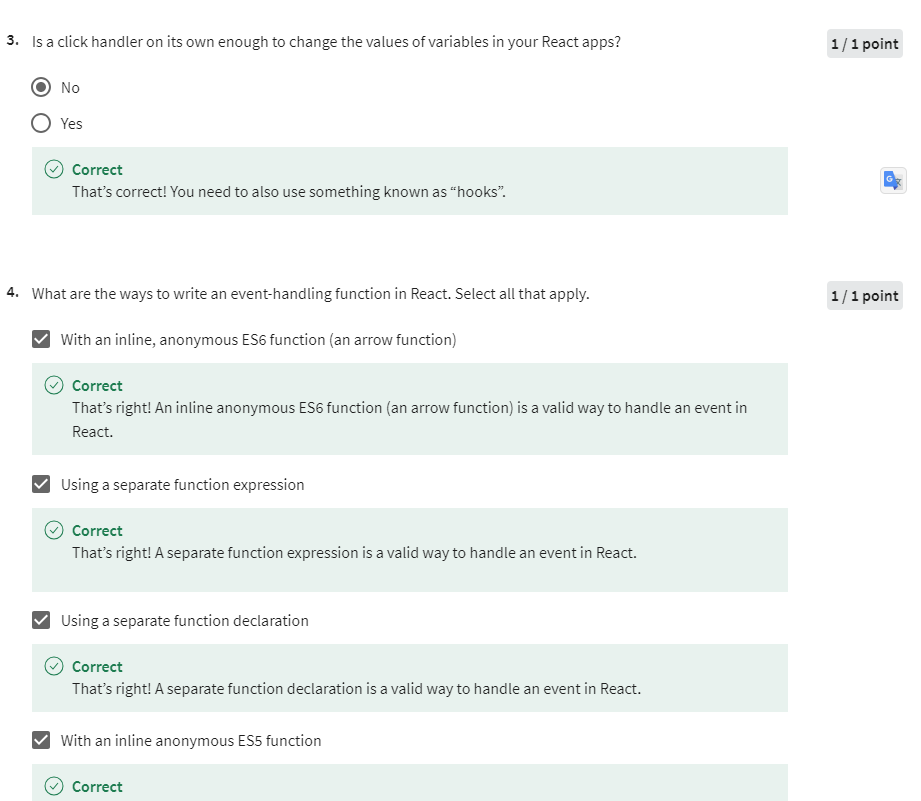 3. Is a click handler on its own enough to change the values of variables in your React apps?
1 / 1 point
No
Yes
Correct
That’s correct! You need to also use something known as “hooks”.
G
4. What are the ways to write an event-handling function in React. Select all that apply.
1 / 1 point
With an inline, anonymous ES6 function (an arrow function)
Correct
That’s right! An inline anonymous ES6 function (an arrow function) is a valid way to handle an event in
React.
Using a separate function expression
Correct
That’s right! A separate function expression is a valid way to handle an event in React.
Using a separate function declaration
Correct
That’s right! A separate function declaration is a valid way to handle an event in React.
With an inline anonymous ES5 function
Correct